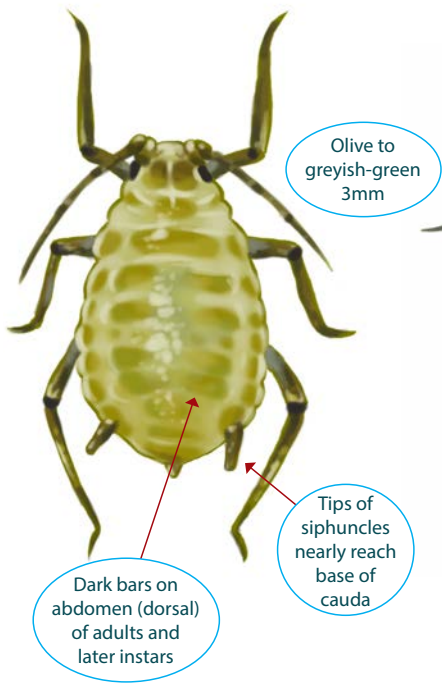 Olive to
greyish-green
3mm
Tips of
siphuncles
nearly reach
base of
cauda
Dark bars on
abdomen (dorsal)
of adults and
later instars